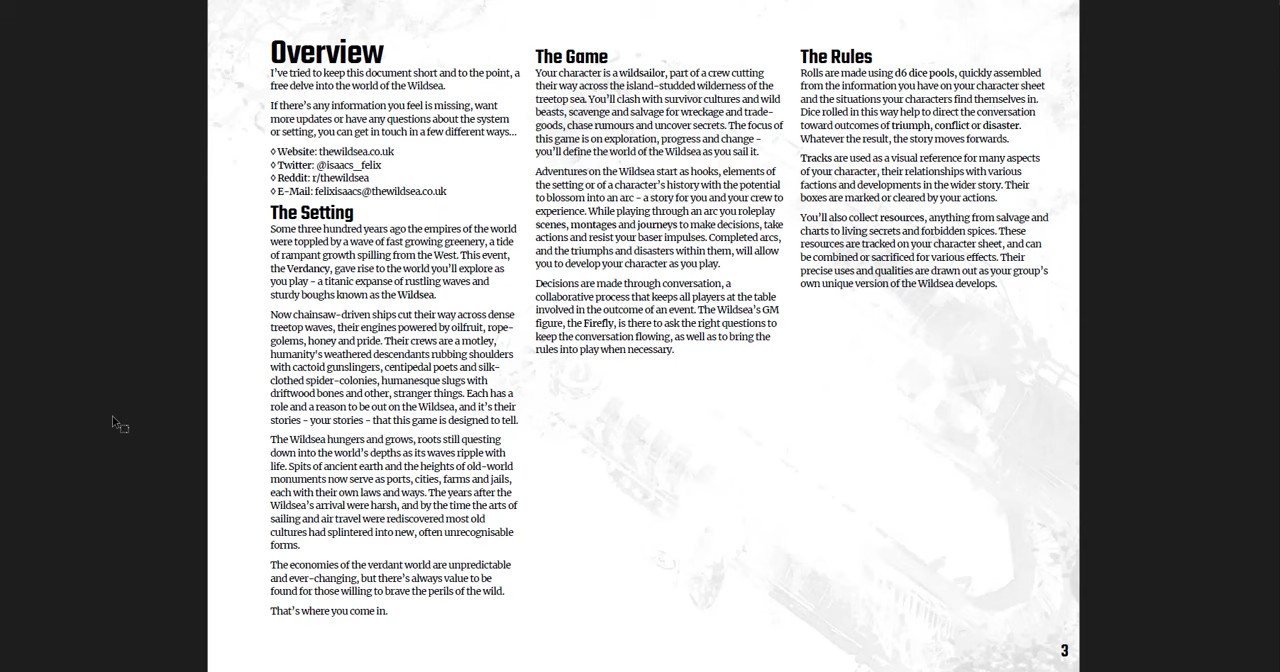 Overview
I've tried to keep this document short and to the point, a
free delve into the world of the Wildsea.
If there's any information you feel is missing, want
more updates or have any questions about the system
or setting, you can get in touch in a few different ways...
◊ Website: thewildsea.co.uk
◊ Twitter: @isaacs_felix
◊ Reddit: r/thewildsea
◊ E-Mail: felixisaacs@thewildsea.co.uk
The Setting
Some three hundred years ago the empires of the world
were toppled by a wave of fast growing greenery, a tide
of rampant growth spilling from the West. This event,
the Verdancy, gave rise to the world you'll explore as
you play - a titanic expanse of rustling waves and
sturdy boughs known as the Wildsea.
Now chainsaw-driven ships cut their way across dense
treetop waves, their engines powered by oilfruit, rope-
golems, honey and pride. Their crews are a motley,
humanity's weathered descendants rubbing shoulders
with cactoid gunslingers, centipedal poets and silk-
clothed spider-colonies, humanesque slugs with
driftwood bones and other, stranger things. Each has a
role and a reason to be out on the Wildsea, and it's their
stories - your stories - that this game is designed to tell.
The Wildsea hungers and grows, roots still questing
down into the world's depths as its waves ripple with
life. Spits of ancient earth and the heights of old-world
monuments now serve as ports, cities, farms and jails,
each with their own laws and ways. The years after the
Wildsea's arrival were harsh, and by the time the arts of
sailing and air travel were rediscovered most old
cultures had splintered into new, often unrecognisable
forms.
The economies of the verdant world are unpredictable
and ever-changing, but there's always value to be
found for those willing to brave the perils of the wild.
That's where you come in.
The Game
Your character is a wildsailor, part of a crew cutting
their way across the island-studded wilderness of the
treetop sea. You'll clash with survivor cultures and wild
beasts, scavenge and salvage for wreckage and trade-
goods, chase rumours and uncover secrets. The focus of
this game is on exploration, progress and change -
you'll define the world of the Wildsea as you sail it.
Adventures on the Wildsea start as hooks, elements of
the setting or of a character's history with the potential
to blossom into an arc - a story for you and your crew to
experience. While playing through an arc you roleplay
scenes, montages and journeys to make decisions, take
actions and resist your baser impulses. Completed arcs,
and the triumphs and disasters within them, will allow
you to develop your character as you play.
Decisions are made through conversation, a
collaborative process that keeps all players at the table
involved in the outcome of an event. The Wildsea's GM
figure, the Firefly, is there to ask the right questions to
keep the conversation flowing, as well as to bring the
rules into play when necessary.
The Rules
Rolls are made using d6 dice pools, quickly assembled
from the information you have on your character sheet
and the situations your characters find themselves in.
Dice rolled in this way help to direct the conversation
toward outcomes of triumph, conflict or disaster.
Whatever the result, the story moves forwards.
Tracks are used as a visual reference for many aspects
of your character, their relationships with various
factions and developments in the wider story. Their
boxes are marked or cleared by your actions.
You'll also collect resources, anything from salvage and
charts to living secrets and forbidden spices. These
resources are tracked on your character sheet, and can
be combined or sacrificed for various effects. Their
precise uses and qualities are drawn out as your group's
own unique version of the Wildsea develops.
3